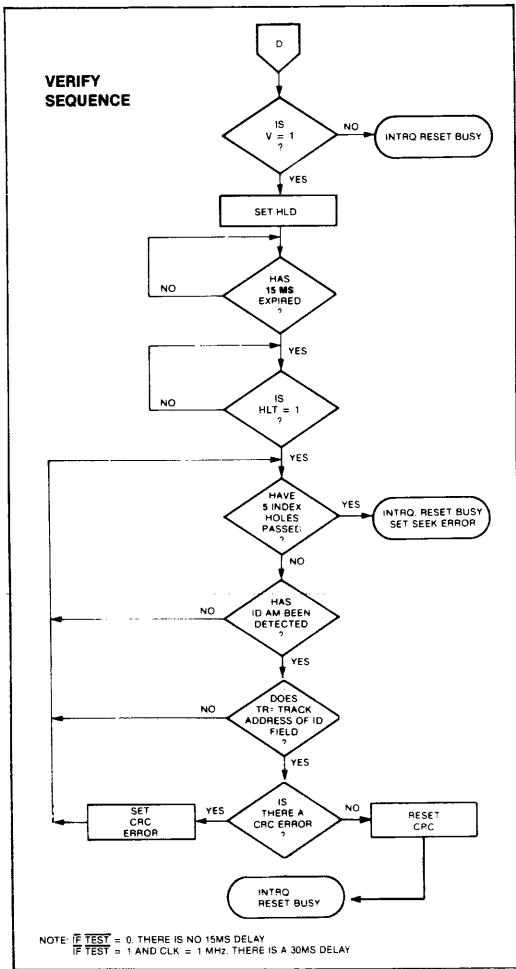 D
VERIFY
SEQUENCE
IS
V = 1
?
NO
INTRQ RESET BUSY
YES
SET HLD
NO
HAS
15 MS
EXPIRED
?
YES
NO
IS
HLT = 1
?
YES
HAVE
5 INDEX
HOLES
PASSED
?
YES
INTRQ. RESET BUSY
SET SEEK ERROR
NO
NO
HAS
ID AM BEEN
DETECTED
?
YES
NO
DOES
TR= TRACK
ADDRESS OF ID
FIELD
?
YES
SET
CRC
ERROR
YES
IS
THERE A
CRC ERROR
?
NO
RESET
CRC
INTRQ
RESET BUSY
NOTE: IF TEST = 0. THERE IS NO 15MS DELAY
IF TEST = 1 AND CLK = 1 MHz. THERE IS A 30MS DELAY